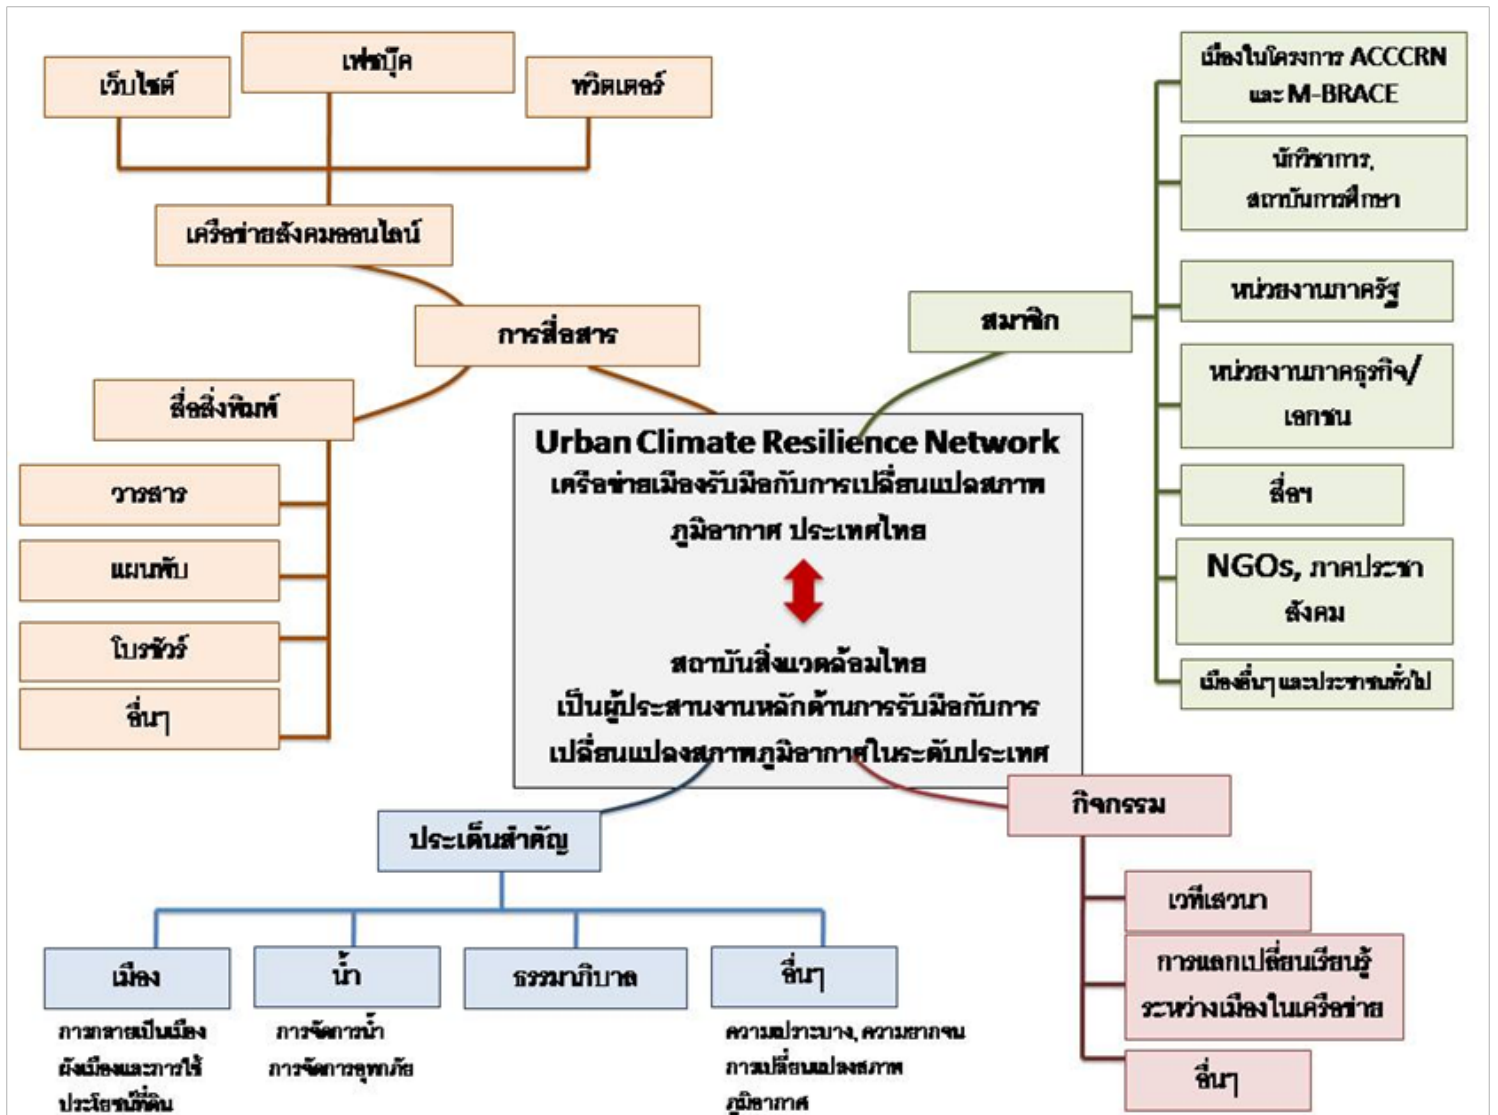 เฟซบุ๊ค
เว็บไซต์
ทวิตเตอร์
เครือข่ายสังคมออนไลน์
การสื่อสาร
สื่อสิ่งพิมพ์
วารสาร
แผนพับ
โบรชัวร์
อื่นๆ
เมืองในโครงการ ACCCRN
และ M-BRACE
นักวิชาการ,
สถาบันการศึกษา
หน่วยงานภาครัฐ
สมาชิก
หน่วยงานภาคธุรกิจ/
เอกชน
สื่อฯ
NGOs, ภาคประชา
สังคม
เมืองอื่นๆ และประชาชนทั่วไป
Urban Climate Resilience Network
เครือข่ายเมืองรับมือกับการเปลี่ยนแปลสภาพ
ภูมิอากาศ ประเทศไทย
สถาบันสิ่งแวดล้อมไทย
เป็นผู้ประสานงานหลักด้านการรับมือกับการ
เปลี่ยนแปลงสภาพภูมิอากาศในระดับประเทศ
ประเด็นสำคัญ
เมือง
การกลายเป็นเมือง
ผังเมืองและการใช้
ประโยชน์ที่ดิน
น้ำ
การจัดการน้ำ
การจัดการอุทกภัย
ธรรมาภิบาล
อื่นๆ
ความเปราะบาง, ความยากจน
การเปลี่ยนแปลงสภาพ
ภูมิอากาศ
กิจกรรม
เวทีเสวนา
การแลกเปลี่ยนเรียนรู้
ระหว่างเมืองในเครือข่าย
อื่นๆ